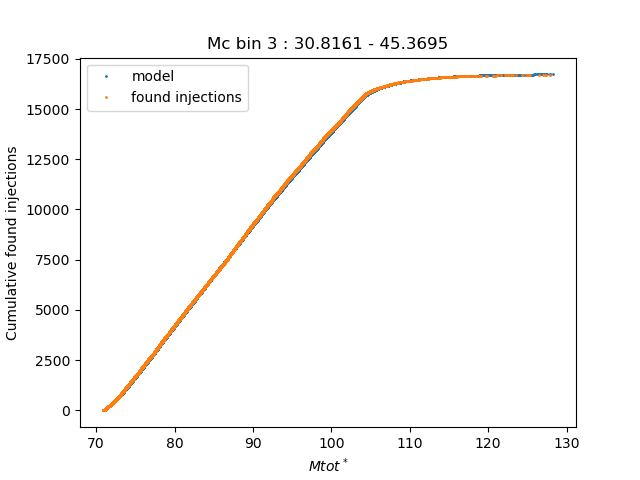 Mc bin 3 : 30.8161 - 45.3695
17500
15000
12500
10000
7500
5000
2500
0
Cumulative found injections
model
found injections
70 80 90 100 110 120 130
Mtot*